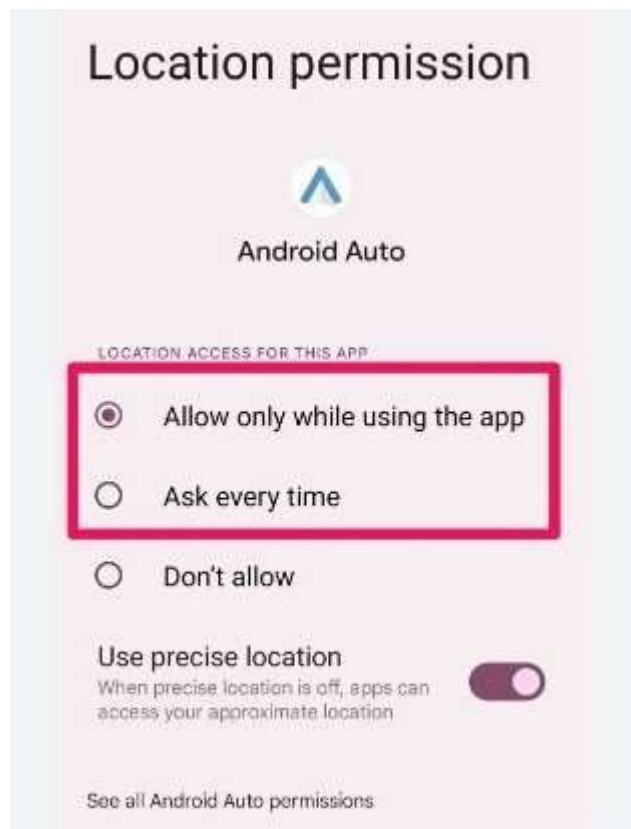 Location permission
Android Auto
LOCATION ACCESS FOR THIS APP
Allow only while using the app
Ask every time
Don't allow
Use precise location
When precise location is off, apps can
access your approximate location
See all Android Auto permissions